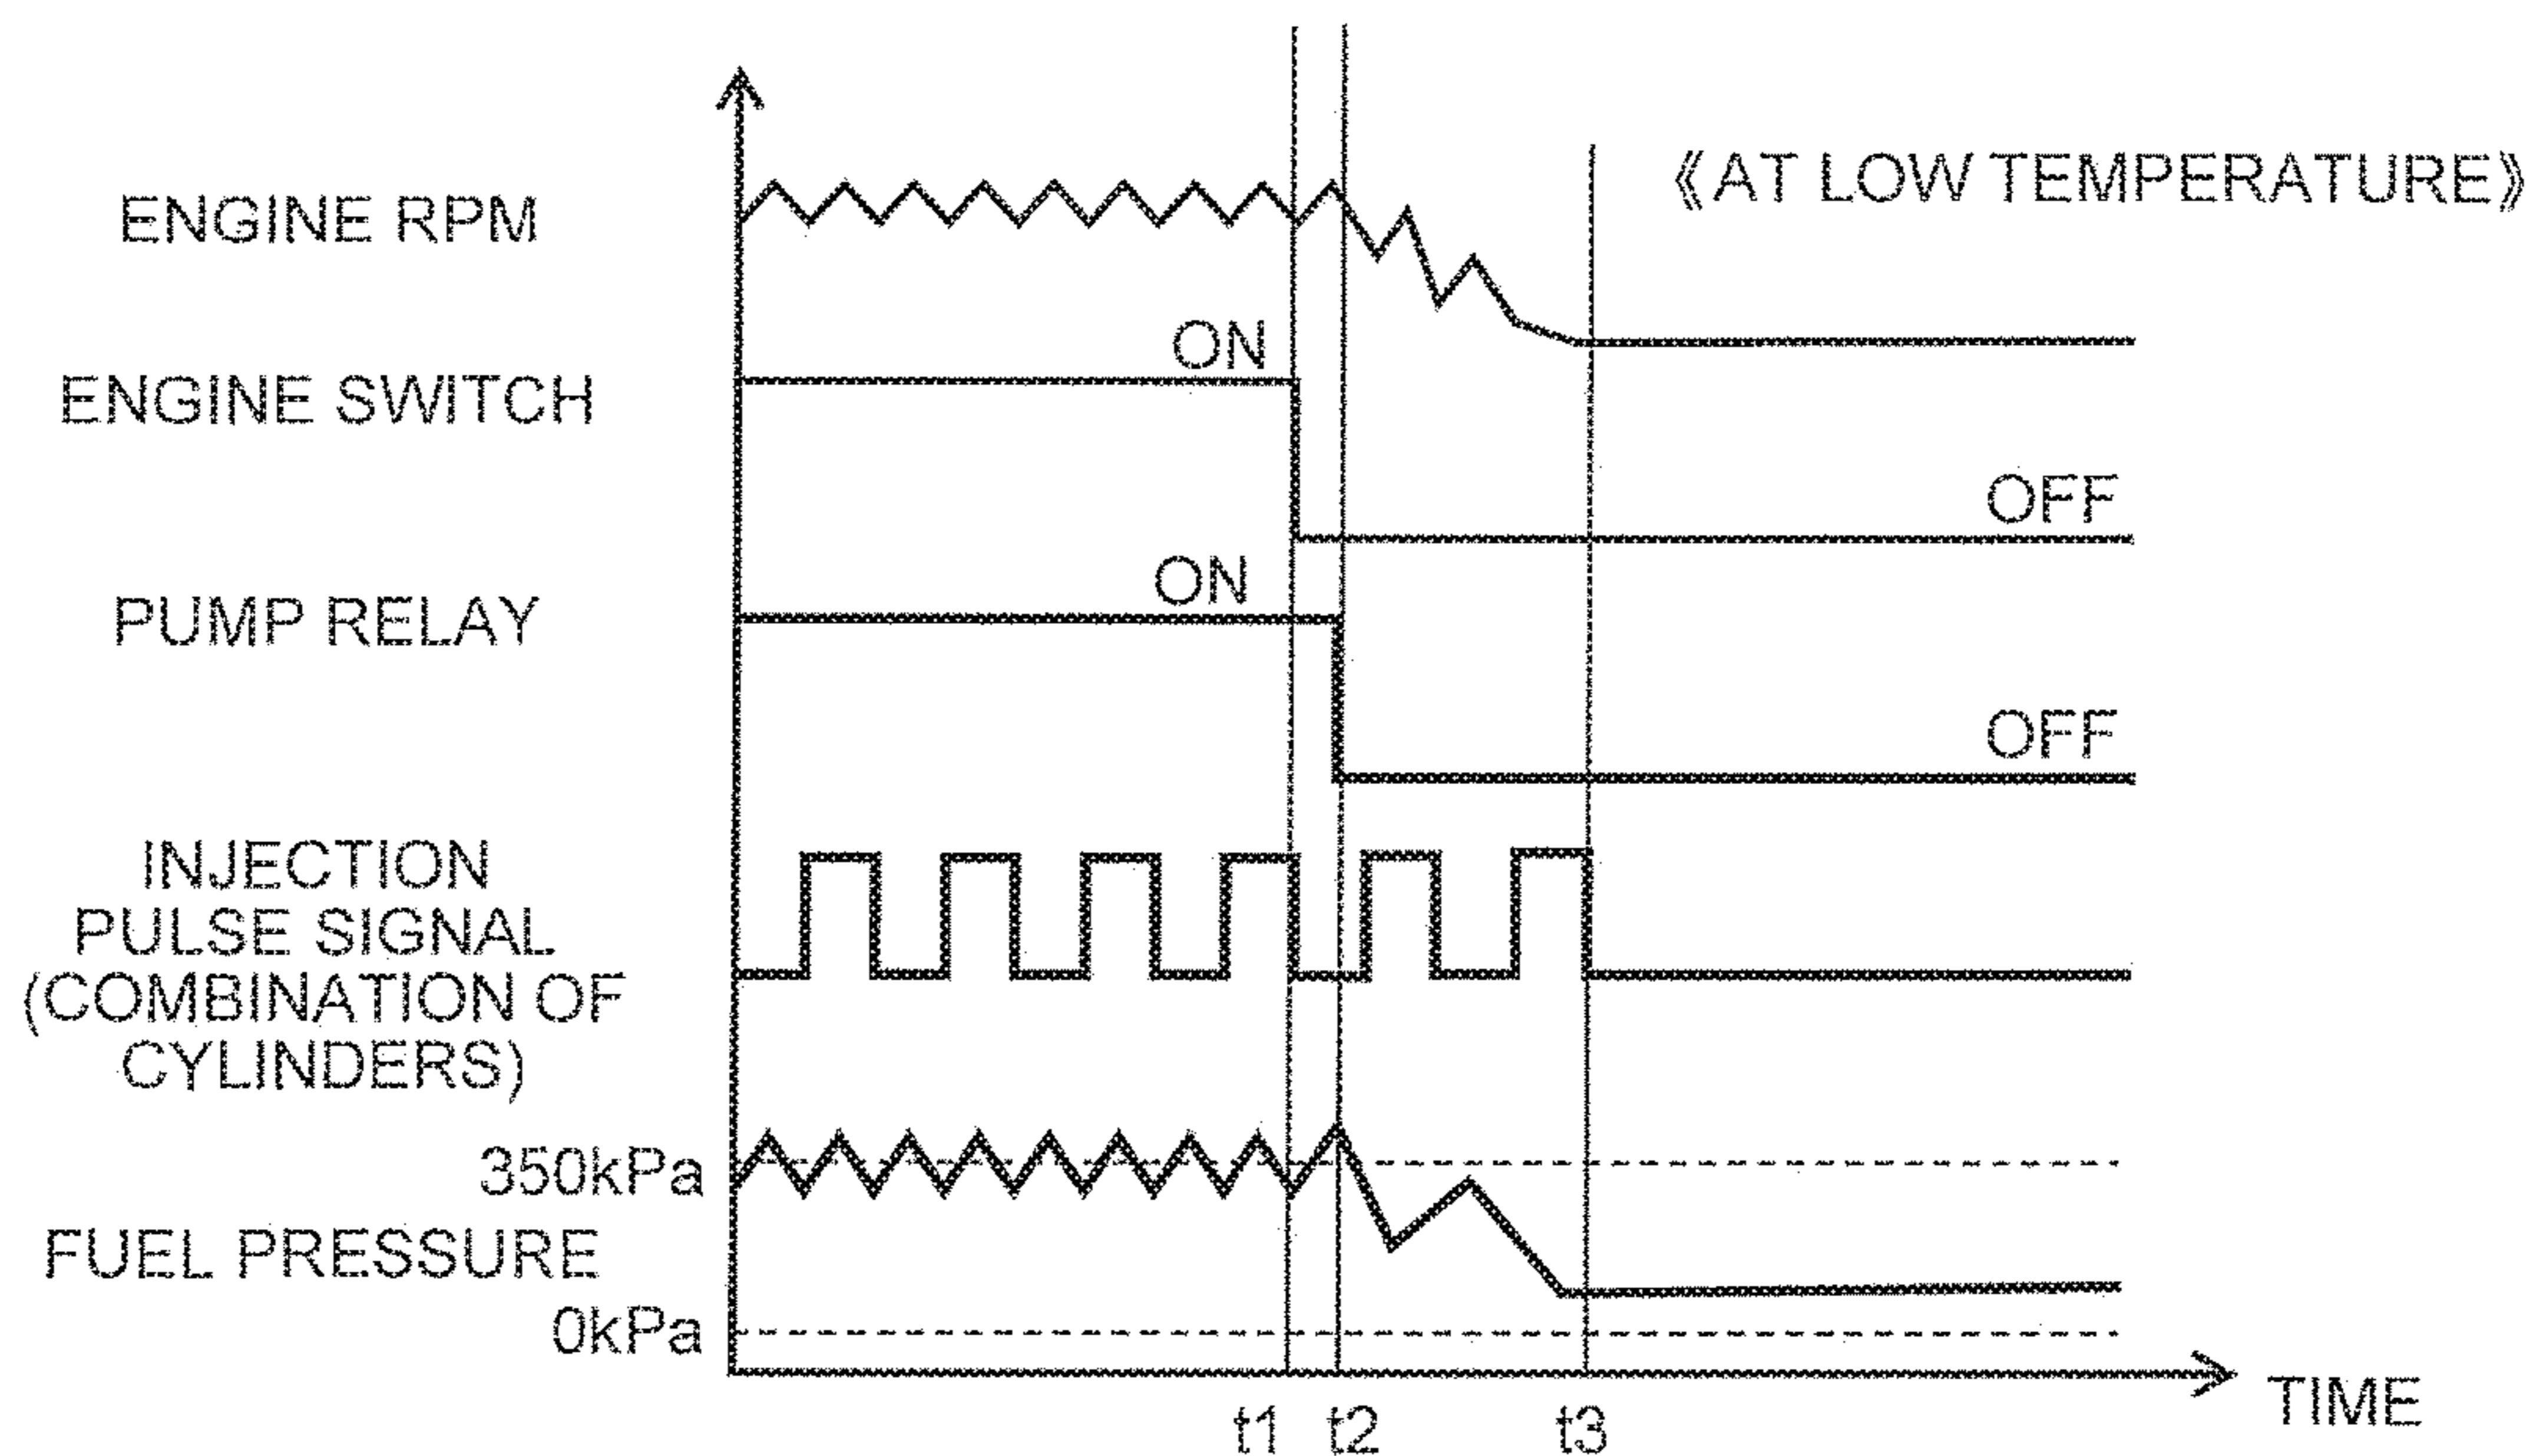 《AT LOW TEMPERATURE》
ENGINE RPM
ON
ENGINE SWITCH
OFF
ON
PUMP RELAY
OFF
INJECTION
PULSE SIGNAL
(COMBINATION OF
CYLINDERS)
350kPa
FUEL PRESSURE
0kPa
TIME
t1 t2 t3